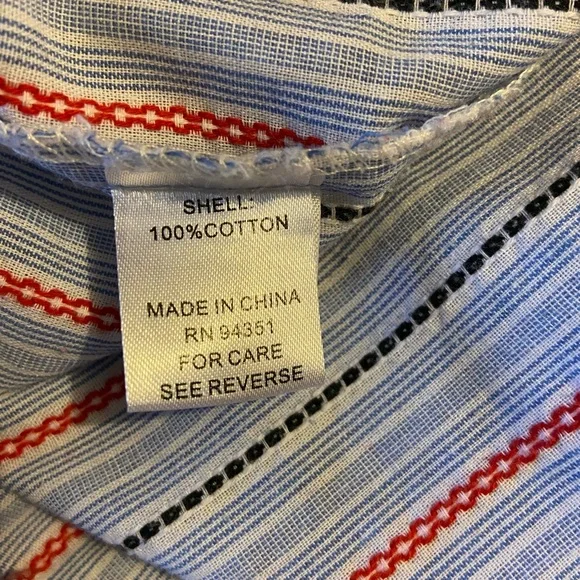 SHELL:
100%COTTON
MADE IN CHINA
RN 94351
FOR CARE
SEE REVERSE